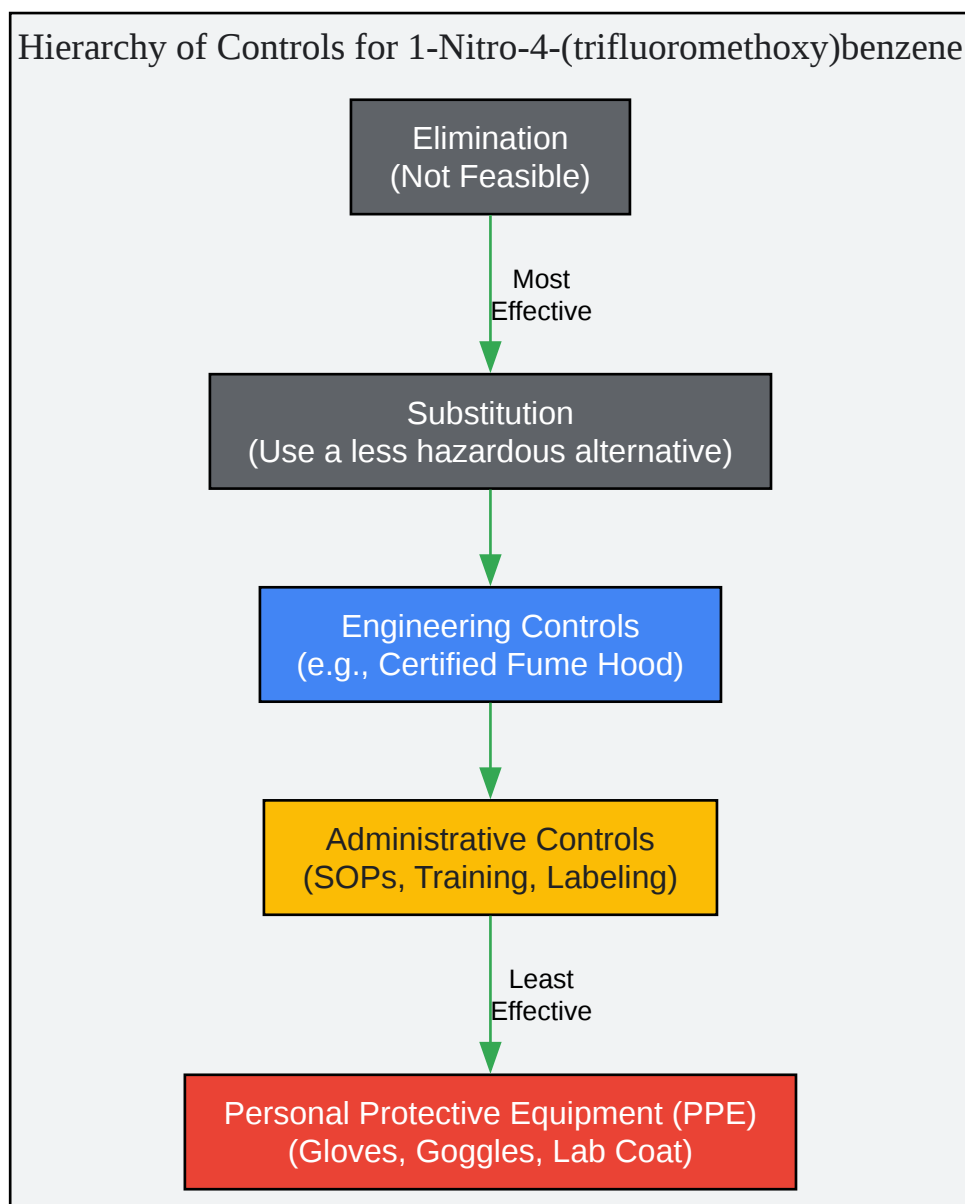 Hierarchy of Controls for 1-Nitro-4-(trifluoromethoxy)benzene
Elimination
(Not Feasible)
Most
Effective
Substitution
(Use a less hazardous alternative)
Engineering Controls
(e.g., Certified Fume Hood)
Administrative Controls
(SOPs, Training, Labeling)
Least
Effective
Personal Protective Equipment (PPE)
(Gloves, Goggles, Lab Coat)